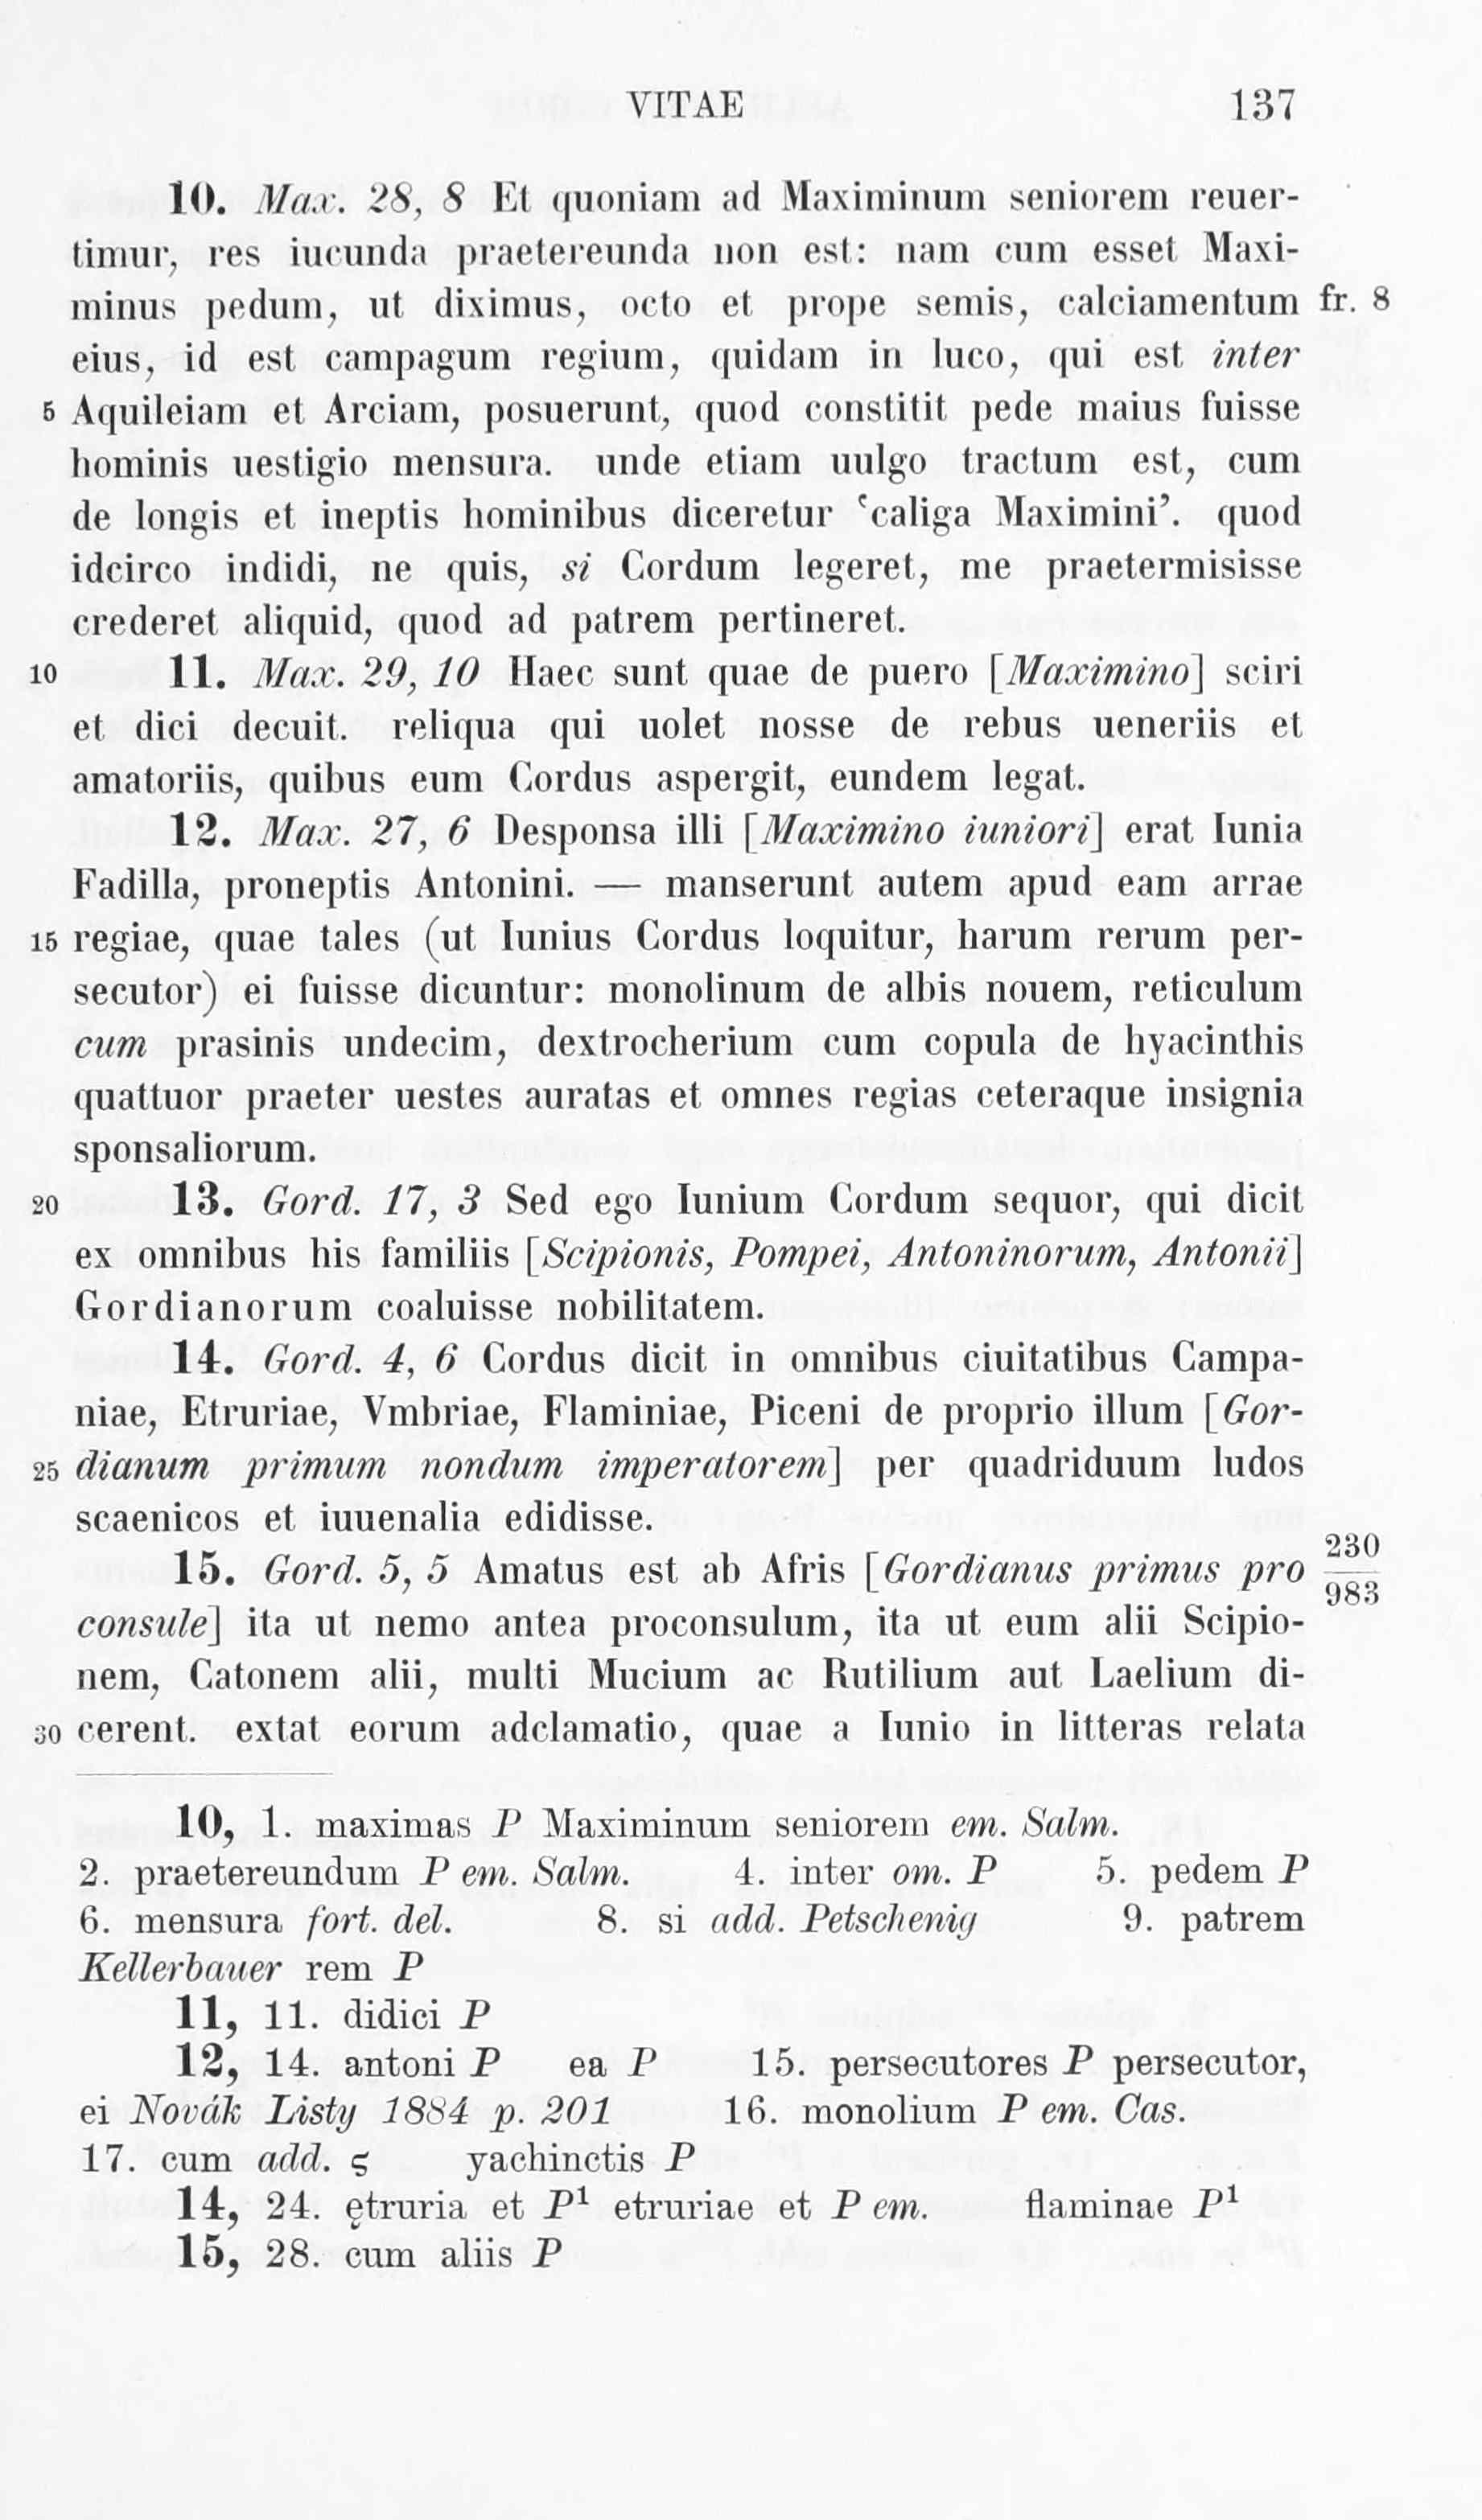 VITAE 137
10. Max. 28, 8 Et quoniam ad Maximinum seniorem reuer-
timur, res iucunda praetereunda non est: nam cum esset Maxi-
minus pedum, ut diximus, octo et prope semis, calciamentum fr. 8
eius, id est campagum regium, quidam in luco, qui est inter
5 Aquileiam et Arciam, posuerunt, quod constitit pede maius fuisse
hominis uestigio mensura. unde etiam uulgo tractum est, cum
de longis et ineptis hominibus diceretur ‘caliga Maximini’. quod
idcirco indidi, ne quis, si Cordum legeret, me praetermisisse
crederet aliquid, quod ad patrem pertineret.
10 11. Max. 29, 10 Haec sunt quae de puero [Maximino] sciri
et dici decuit. reliqua qui uolet nosse de rebus ueneriis et
amatoriis, quibus eum Cordus aspergit, eundem legat.
12. Max. 27, 6 Desponsa illi [Maximino iuniori] erat Iunia
Fadilla, proneptis Antonini. — manserunt autem apud eam arrae
15 regiae, quae tales (ut Iunius Cordus loquitur, harum rerum per-
secutor) ei fuisse dicuntur: monolinum de albis nouem, reticulum
cum prasinis undecim, dextrocherium cum copula de hyacinthis
quattuor praeter uestes auratas et omnes regias ceteraque insignia
sponsaliorum.
20 13. Gord. 17, 3 Sed ego Iunium Cordum sequor, qui dicit
ex omnibus his familiis [Scipionis, Pompei, Antoninorum, Antonii]
Gordianorum coaluisse nobilitatem.
14. Gord. 4, 6 Cordus dicit in omnibus ciuitatibus Campa-
niae, Etruriae, Vmbriae, Flaminiae, Piceni de proprio illum [Gor-
25 dianum primum nondum imperatorem] per quadriduum ludos
scaenicos et iuuenalia edidisse.
15. Gord. 5, 5 Amatus est ab Afris [Gordianus primus pro 230/983
consule] ita ut nemo antea proconsulum, ita ut eum alii Scipio-
nem, Catonem alii, multi Mucium ac Rutilium aut Laelium di-
30 cerent. extat eorum adclamatio, quae a Iunio in litteras relata
10, 1. maximas P Maximinum seniorem em. Salm.
2. praetereundum P em. Salm. 4. inter om. P 5. pedem P
6. mensura fort. del. 8. si add. Petschenig 9. patrem
Kellerbauer rem P
11, 11. didici P
12, 14. antoni P ea P 15. persecutores P persecutor,
ei Novák Listy 1884 p. 201 16. monolium P em. Cas.
17. cum add. ς yachinctis P
14, 24. ętruria et P¹ etruriae et P em. flaminae P¹
15, 28. cum aliis P